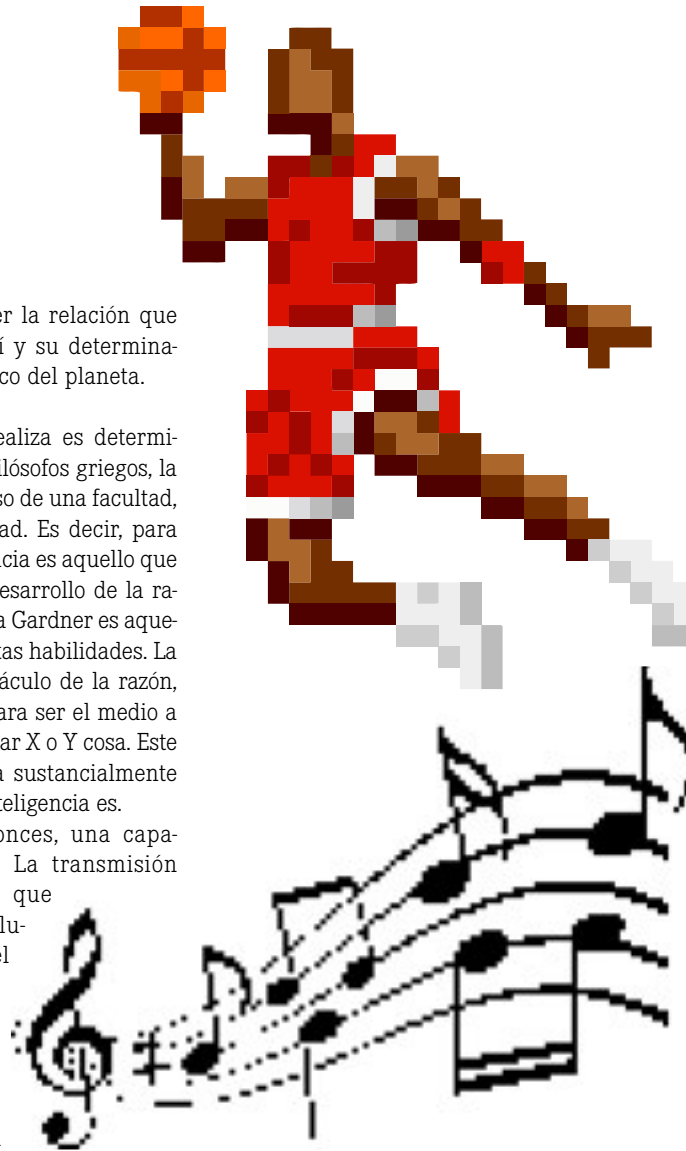 er la relación que
í y su determina-
co del planeta.
ealiza es determi-
ilósofos griegos, la
so de una facultad,
ad. Es decir, para
cia es aquello que
esarrollo de la ra-
a Gardner es aque-
tas habilidades. La
áculo de la razón,
ara ser el medio a
ar X o Y cosa. Este
a sustancialmente
teligencia es.
onces, una capa-
La transmisión
que
lu-
el